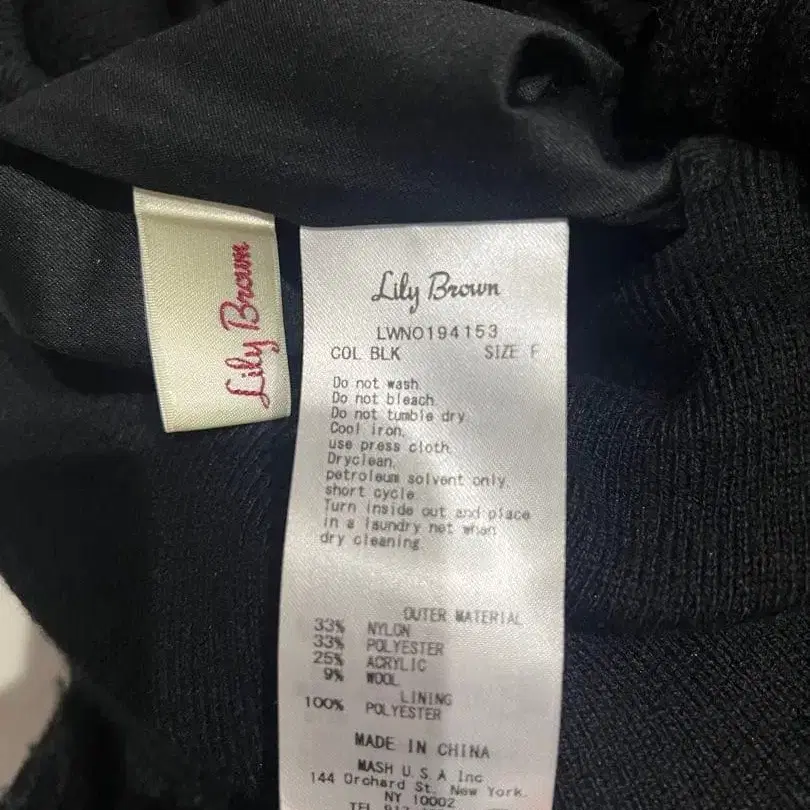 Lily Brown
Lily Brown
LWNO194153
COL BLK SIZE F
Do not wash
Do not bleach.
Do not tumble dry
Cool iron.
use press cloth.
Dryclean.
petroleum solvent only
short cycle
Turn inside out and place
in a laundry net when
dry cleaning
OUTER MATERIAL
33% NYLON
33% POLYESTER
25% ACRYLIC
9% WOOL
LINING
100% POLYESTER
MADE IN CHINA
MASH U.S.A Inc
144 Orchard St. New York.
NY 10002
TEL